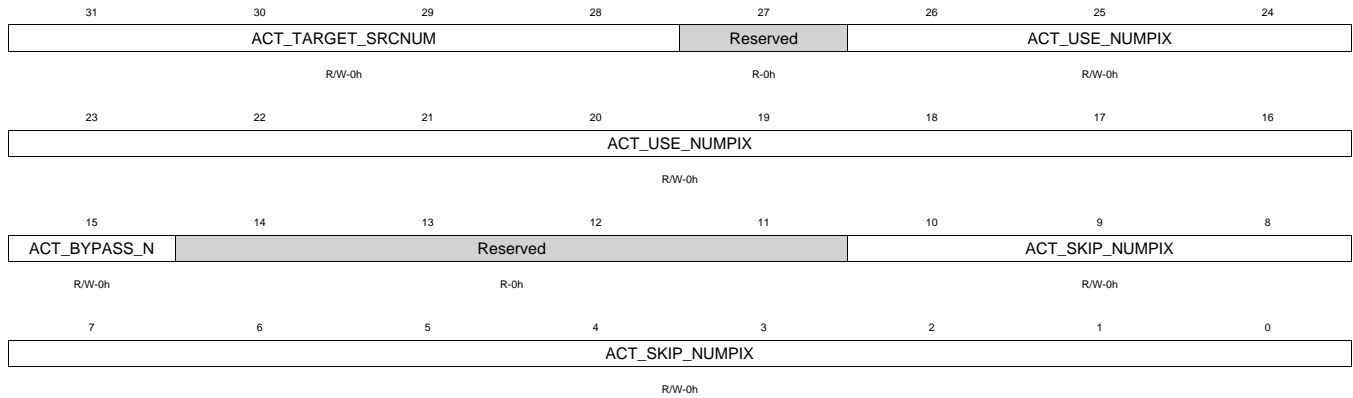 31 30 29 28 27 26 25 24
ACT_TARGET_SRCNUM Reserved ACT_USE_NUMPIX
R/W-0h R-0h R/W-0h
23 22 21 20 19 18 17 16
ACT_USE_NUMPIX
R/W-0h
15 14 13 12 11 10 9 8
ACT_BYPASS_N Reserved ACT_SKIP_NUMPIX
R/W-0h R-0h R/W-0h
7 6 5 4 3 2 1 0
ACT_SKIP_NUMPIX
R/W-0h